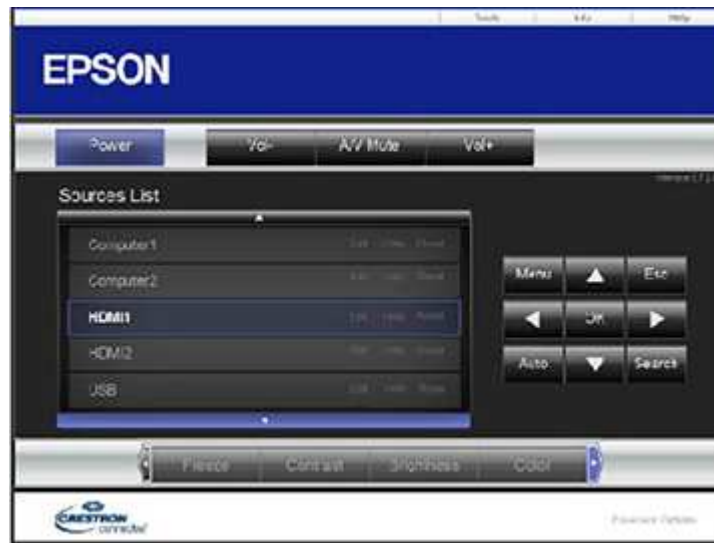 Tools Info Help
EPSON
Power Vol- A/V Mute Vol+
Sources List
Computer1
Computer2
HDMI1
HDMI2
USB
Menu Esc
OK
Auto Search
Freeze Contrast Brightness Color
CRESTRON
connected